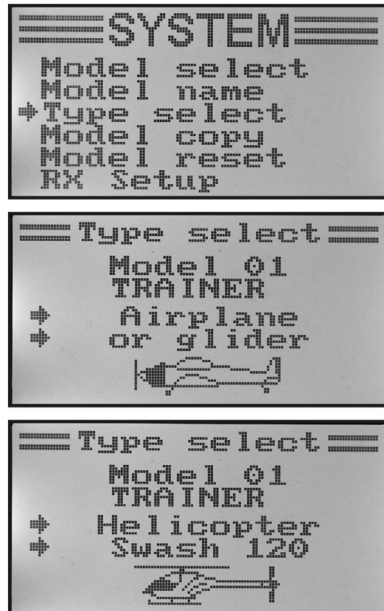 SYSTEM
Model select
Model name
Type select
Model copy
Model reset
RX Setup
Type select
Model 01
TRAINER
Airplane
or glider
Type select
Model 01
TRAINER
Helicopter
Swash 120